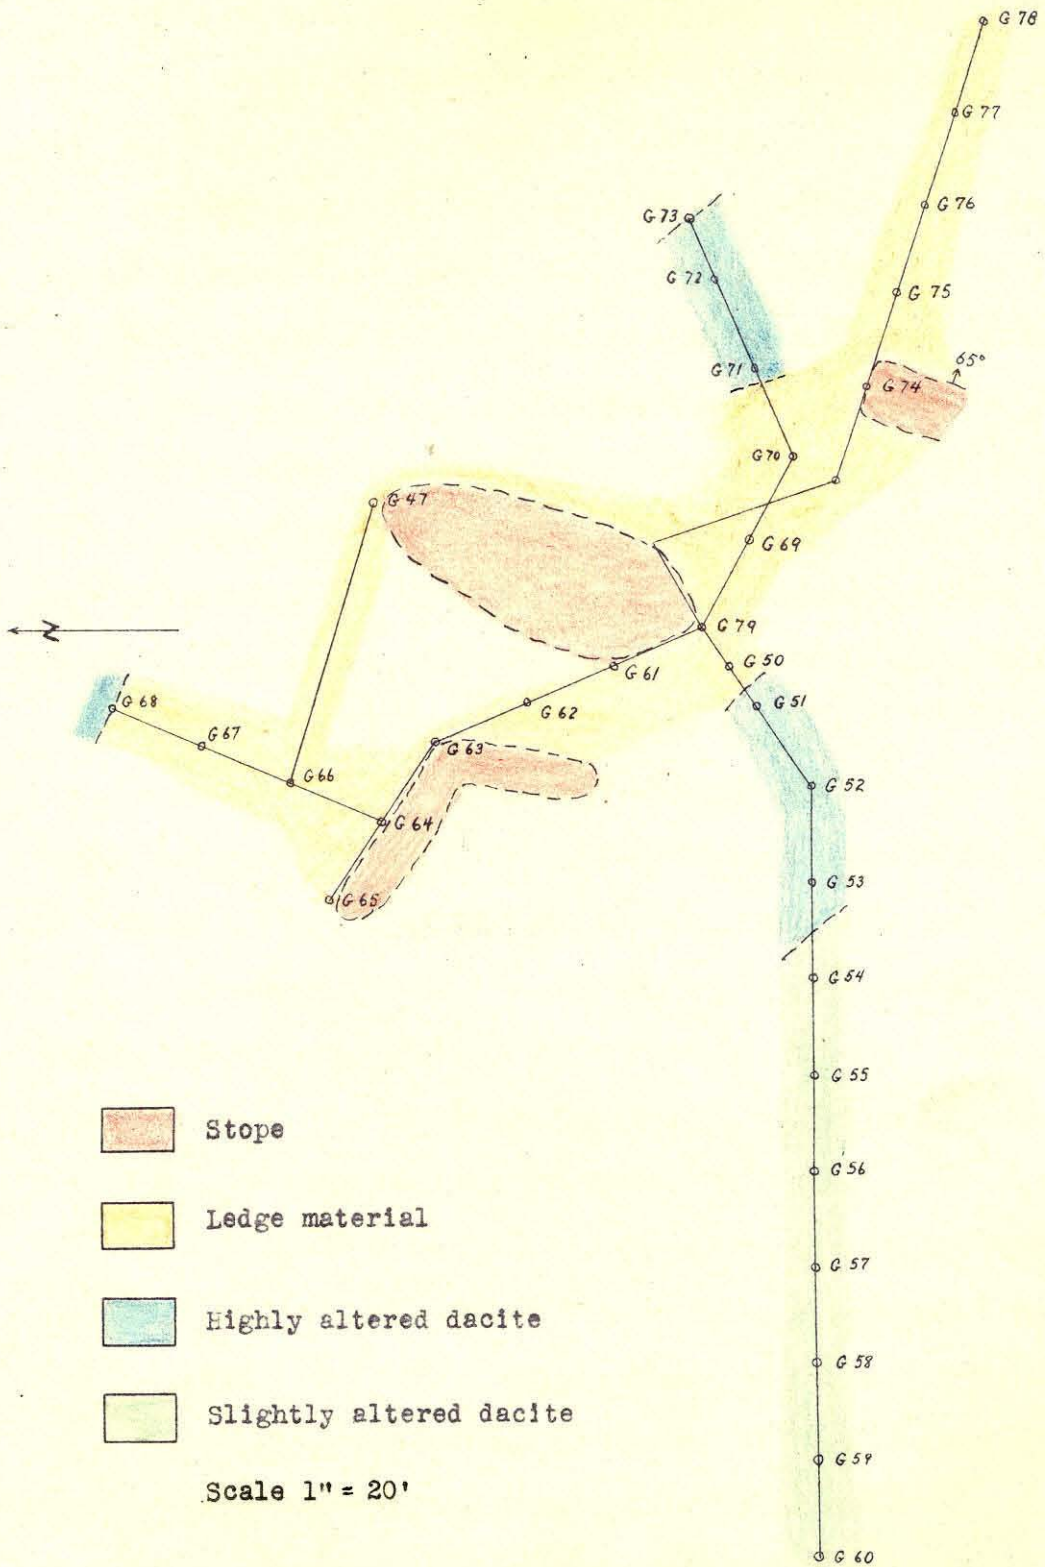 G 78
G 77
G 76
G 73
G 72
G 75
65°
G 71
G 74
G 70
G 47
G 69
N
G 79
G 50
G 61
G 68
G 51
G 62
G 67
G 63
G 66
G 52
G 64
G 53
G 65
G 54
G 55
Stope
G 56
Ledge material
G 57
Highly altered dacite
G 58
Slightly altered dacite
G 59
Scale 1" = 20'
G 60